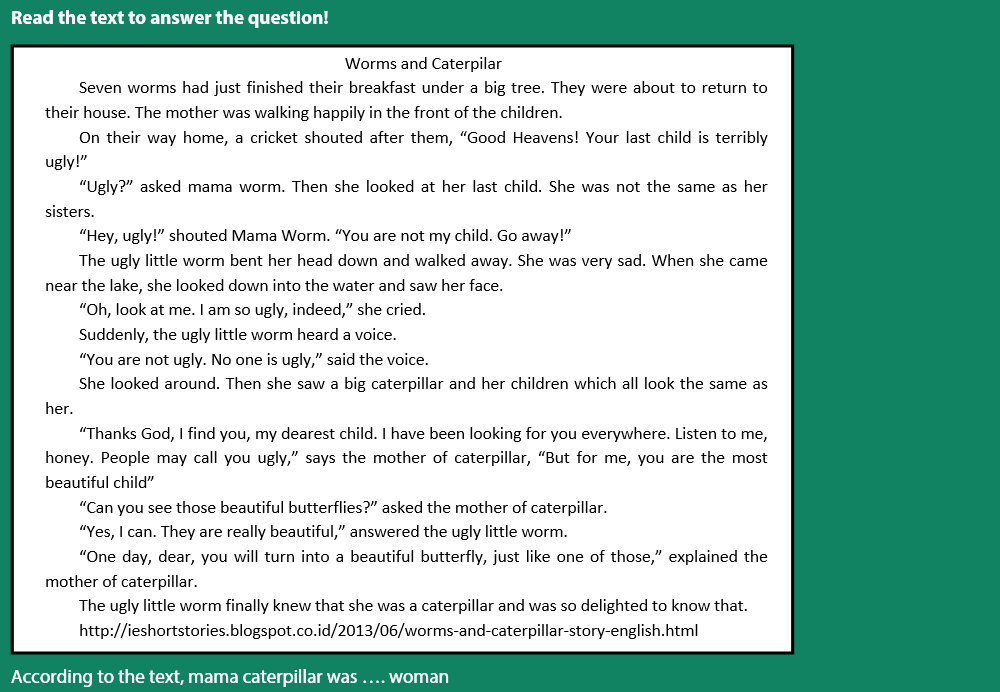 Read the text to answer the question!
Worms and Caterpilar
Seven worms had just finished their breakfast under a big tree. They were about to return to
their house. The mother was walking happily in the front of the children.
On their way home, a cricket shouted after them, “Good Heavens! Your last child is terribly
ugly!”
“Ugly?” asked mama worm. Then she looked at her last child. She was not the same as her
sisters.
“Hey, ugly!” shouted Mama Worm. “You are not my child. Go away!”
The ugly little worm bent her head down and walked away. She was very sad. When she came
near the lake, she looked down into the water and saw her face.
“Oh, look at me. I am so ugly, indeed,” she cried.
Suddenly, the ugly little worm heard a voice.
“You are not ugly. No one is ugly,” said the voice.
She looked around. Then she saw a big caterpillar and her children which all look the same as
her.
“Thanks God, I find you, my dearest child. I have been looking for you everywhere. Listen to me,
honey. People may call you ugly,” says the mother of caterpillar, “But for me, you are the most
beautiful child”
“Can you see those beautiful butterflies?” asked the mother of caterpillar.
“Yes, I can. They are really beautiful,” answered the ugly little worm.
“One day, dear, you will turn into a beautiful butterfly, just like one of those,” explained the
mother of caterpillar.
The ugly little worm finally knew that she was a caterpillar and was so delighted to know that.
http://ieshortstories.blogspot.co.id/2013/06/worms-and-caterpillar-story-english.html
According to the text, mama caterpillar was …. woman